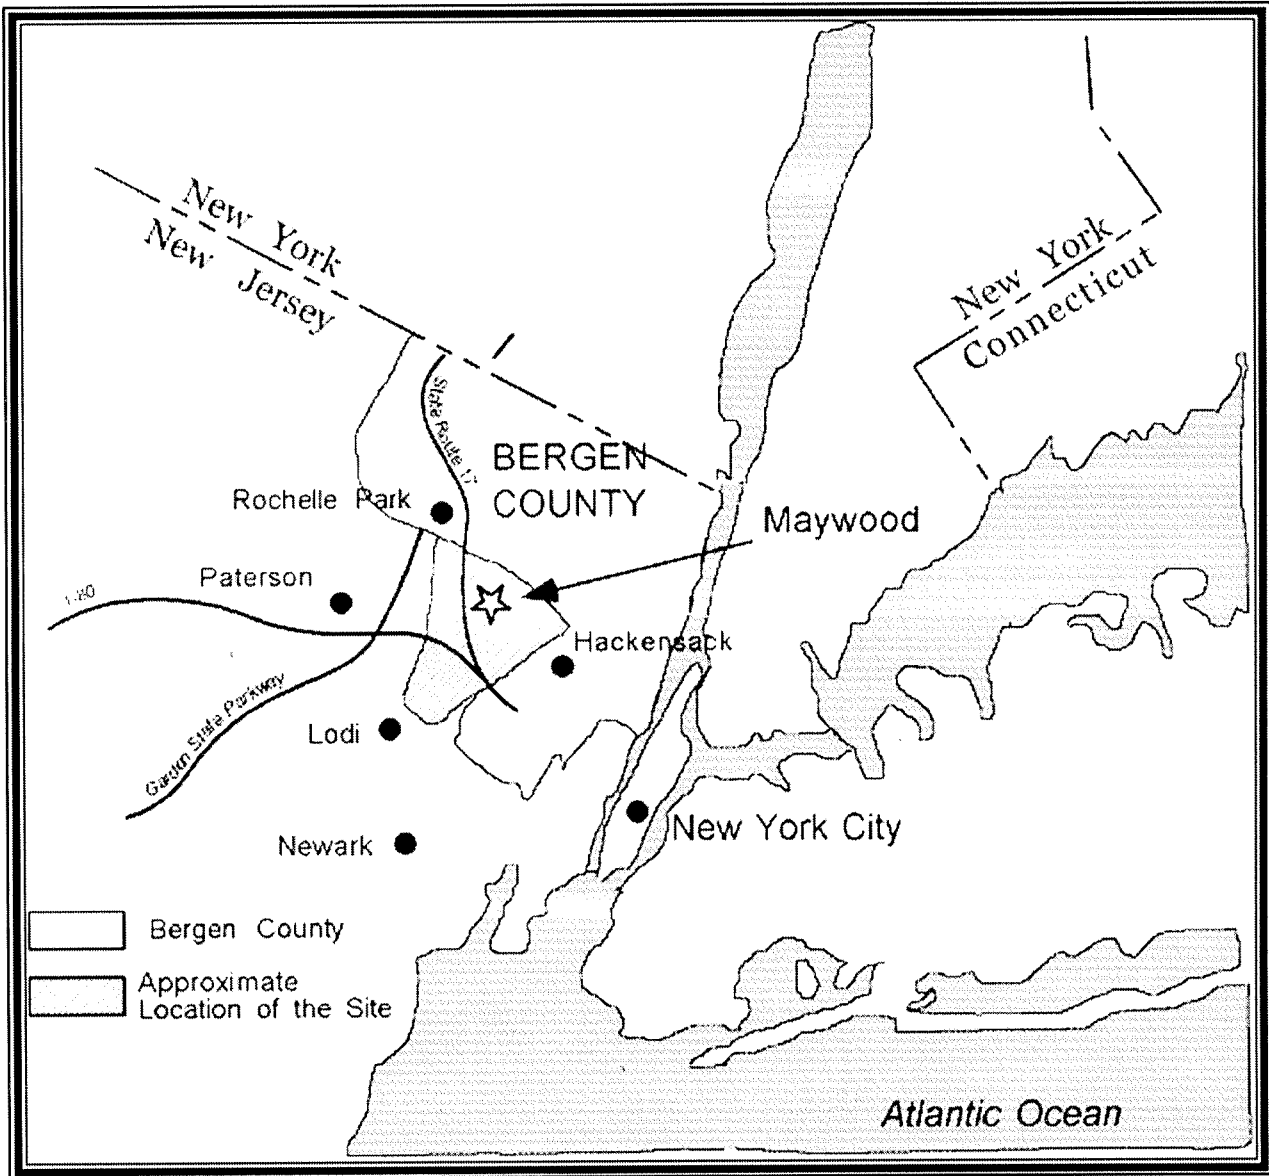 New York
New Jersey
New York
Connecticut
State Route 17
BERGEN
COUNTY
Rochelle Park
Maywood
Paterson
I-80
Hackensack
Garden State Parkway
Lodi
New York City
Newark
Bergen County
Approximate
Location of the Site
Atlantic Ocean